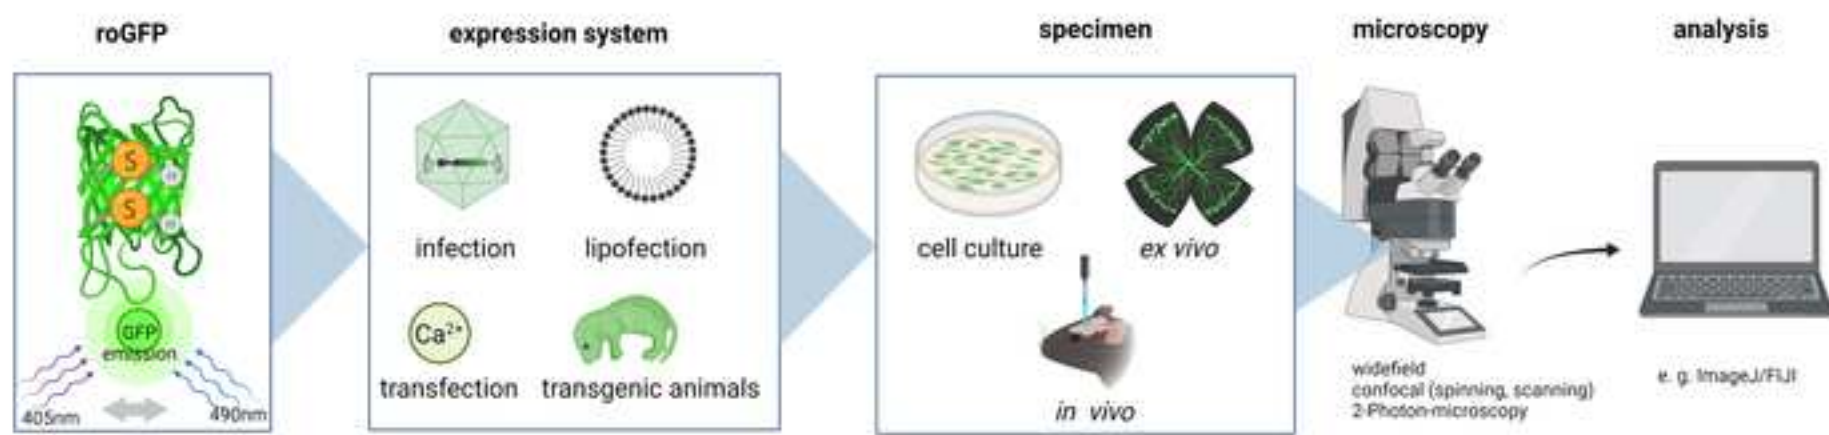 roGFP
expression system
specimen
microscopy
analysis
S
S
H
H
GFP
emission
405nm
490nm
infection
lipofection
Ca²⁺
transfection
transgenic animals
cell culture
ex vivo
in vivo
widefield
confocal (spinning, scanning)
2-Photon-microscopy
e. g. ImageJ/FIJI